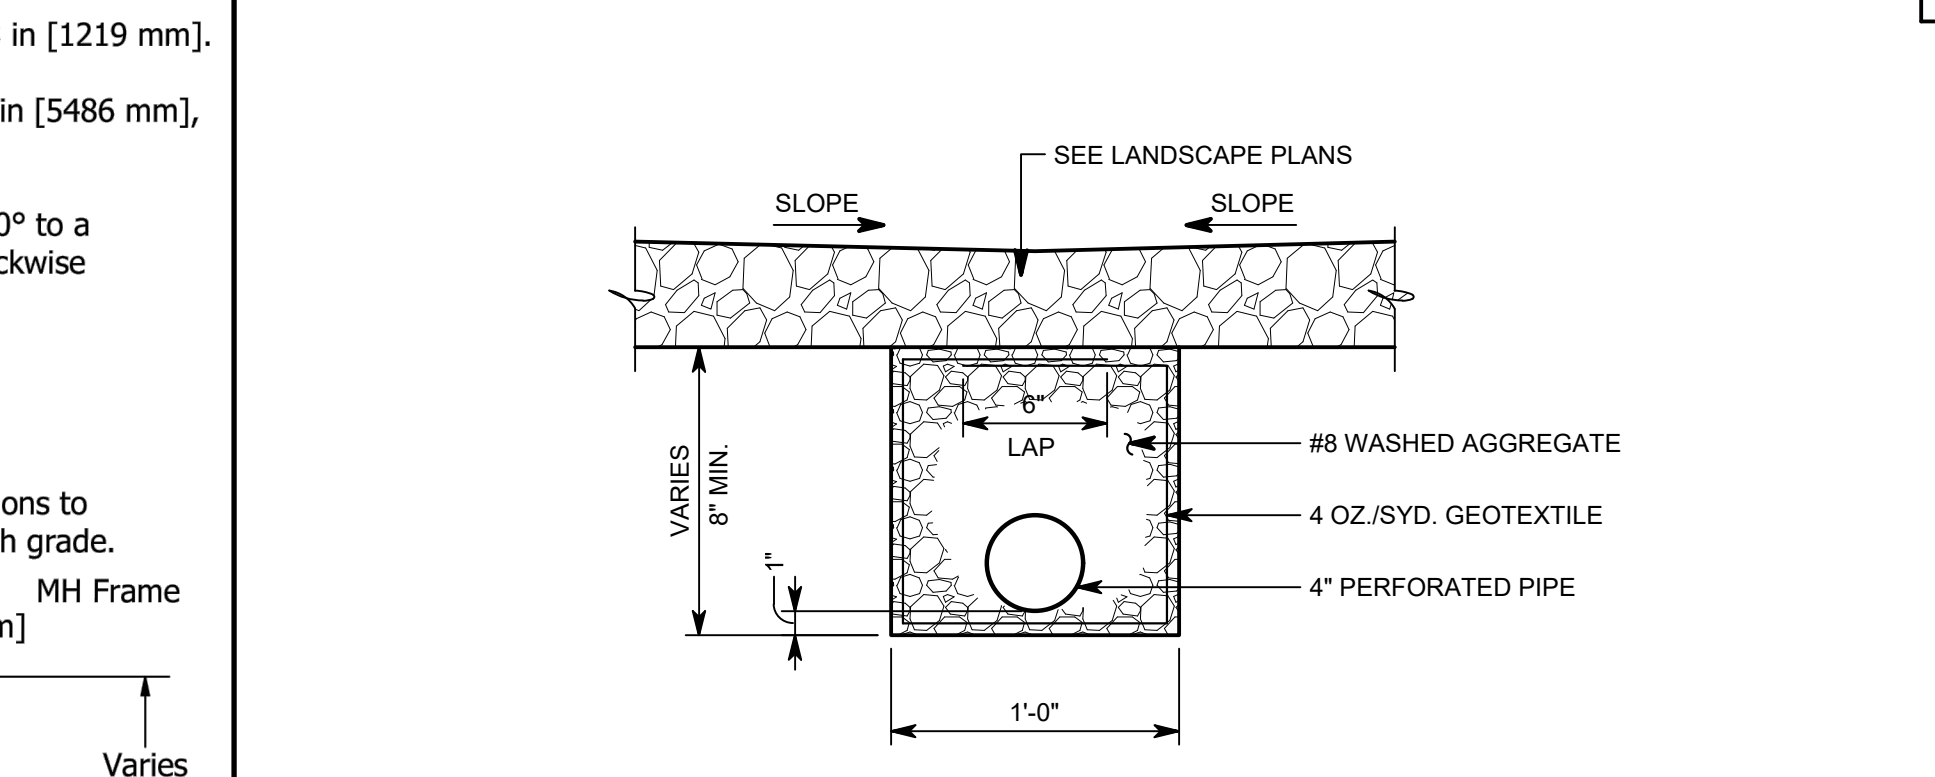 in [1219 mm].
in [5486 mm],
0° to a
ckwise
ons to
h grade.
MH Frame
m]
Varies
SEE LANDSCAPE PLANS
SLOPE
SLOPE
6"
LAP
VARIES
8" MIN.
1"
#8 WASHED AGGREGATE
4 OZ./SYD. GEOTEXTILE
4" PERFORATED PIPE
1'-0"